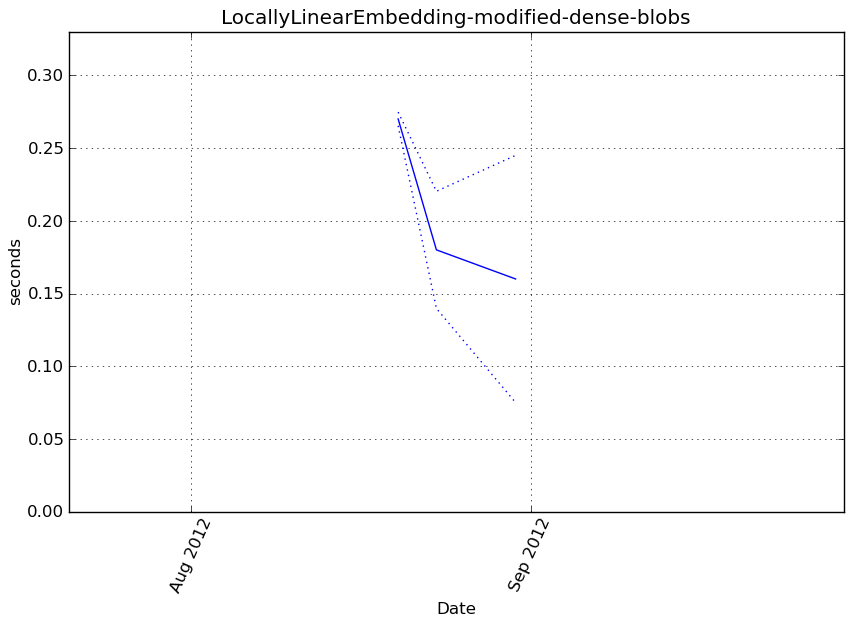 LocallyLinearEmbedding-modified-dense-blobs
0.30
0.25
0.20
0.15
0.10
0.05
0.00
seconds
Aug 2012
Sep 2012
Date